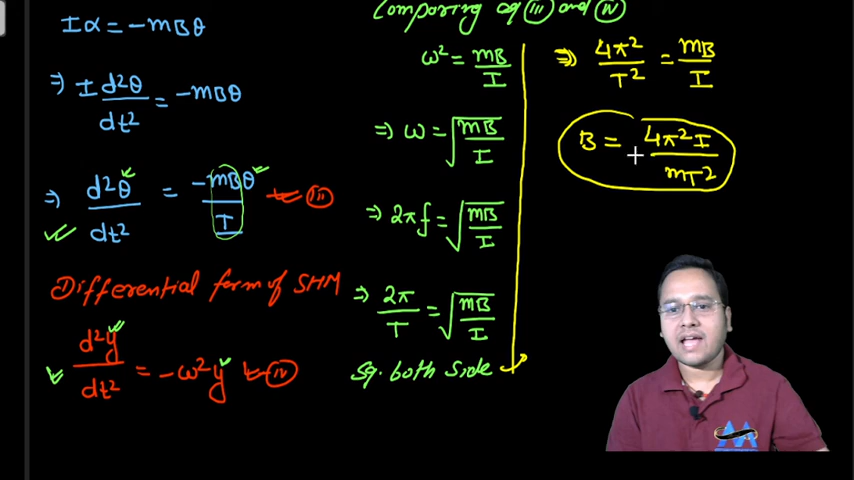 Iα = -mBθ
⇒ I d²θ/dt² = -mBθ
⇒ d²θ/dt² = -mBθ/I (iii)
Differential form of SHM
d²y/dt² = -ω²y (iv)
Comparing eq (iii) and (iv)
ω² = mB/I
⇒ ω = √(mB/I)
⇒ 2πf = √(mB/I)
⇒ 2π/T = √(mB/I)
Sq. both side
⇒ 4π²/T² = mB/I
B = 4π²I/mT²